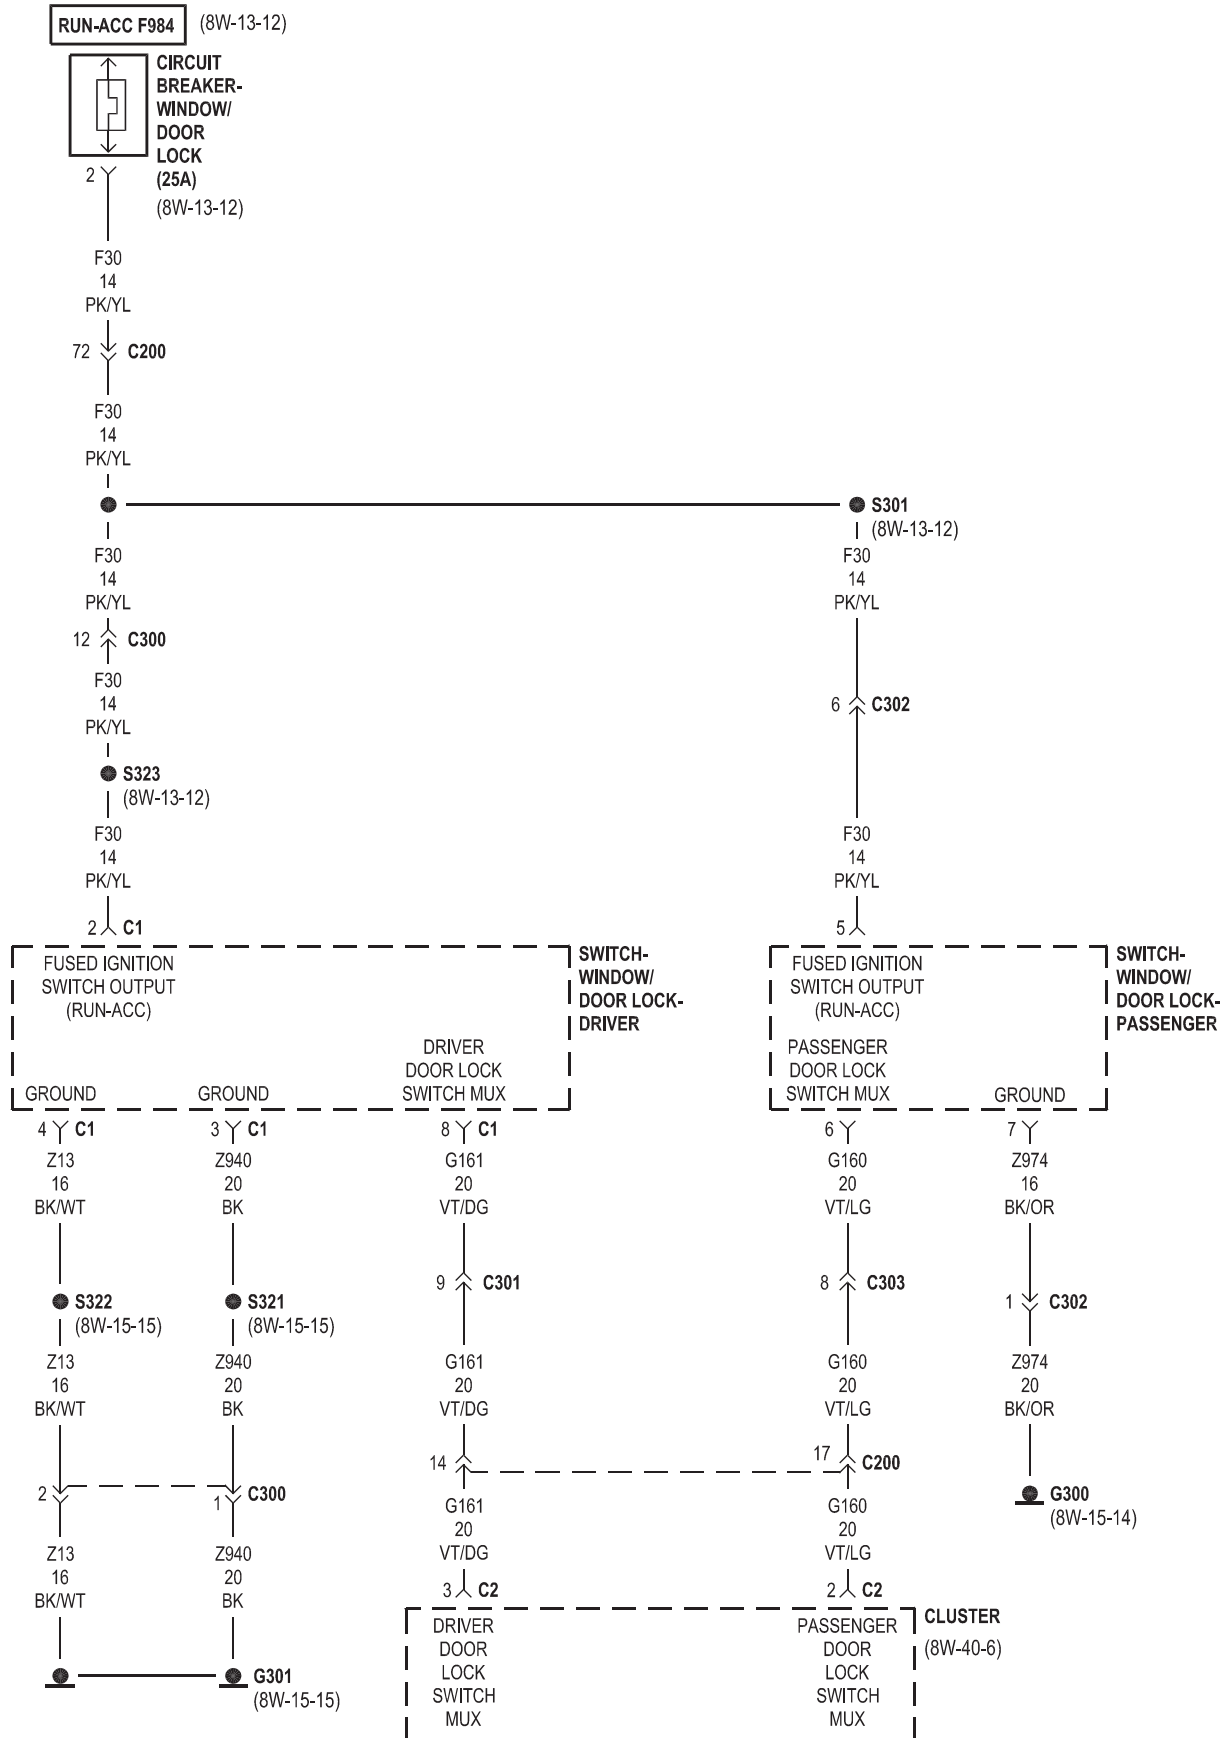 RUN-ACC F984 (8W-13-12)
CIRCUIT
BREAKER-
WINDOW/
DOOR
LOCK
(25A)
(8W-13-12)
2
F30
14
PK/YL
72 C200
F30
14
PK/YL
S301
(8W-13-12)
F30
14
PK/YL
12 C300
F30
14
PK/YL
S323
(8W-13-12)
F30
14
PK/YL
2 C1
F30
14
PK/YL
6 C302
F30
14
PK/YL
5
FUSED IGNITION
SWITCH OUTPUT
(RUN-ACC)
DRIVER
DOOR LOCK
SWITCH MUX
GROUND
GROUND
SWITCH-
WINDOW/
DOOR LOCK-
DRIVER
FUSED IGNITION
SWITCH OUTPUT
(RUN-ACC)
PASSENGER
DOOR LOCK
SWITCH MUX
GROUND
SWITCH-
WINDOW/
DOOR LOCK-
PASSENGER
4 C1
Z13
16
BK/WT
S322
(8W-15-15)
Z13
16
BK/WT
2
Z13
16
BK/WT
3 C1
Z940
20
BK
S321
(8W-15-15)
Z940
20
BK
1 C300
Z940
20
BK
G301
(8W-15-15)
8 C1
G161
20
VT/DG
9 C301
G161
20
VT/DG
14
G161
20
VT/DG
3 C2
6
G160
20
VT/LG
8 C303
G160
20
VT/LG
17 C200
G160
20
VT/LG
2 C2
7
Z974
16
BK/OR
1 C302
Z974
20
BK/OR
G300
(8W-15-14)
DRIVER
DOOR
LOCK
SWITCH
MUX
PASSENGER
DOOR
LOCK
SWITCH
MUX
CLUSTER
(8W-40-6)